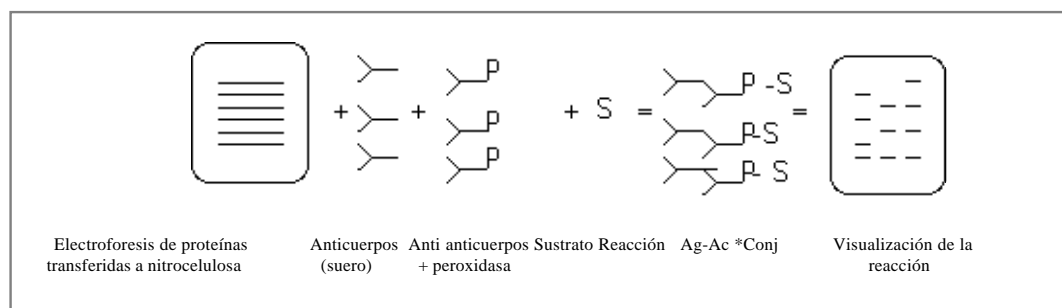 P
+ + + S = P -S =
P P-S
P P- S
Electroforesis de proteínas Anticuerpos Anti anticuerpos Sustrato Reacción Ag-Ac *Conj Visualización de la
transferidas a nitrocelulosa (suero) + peroxidasa reacción